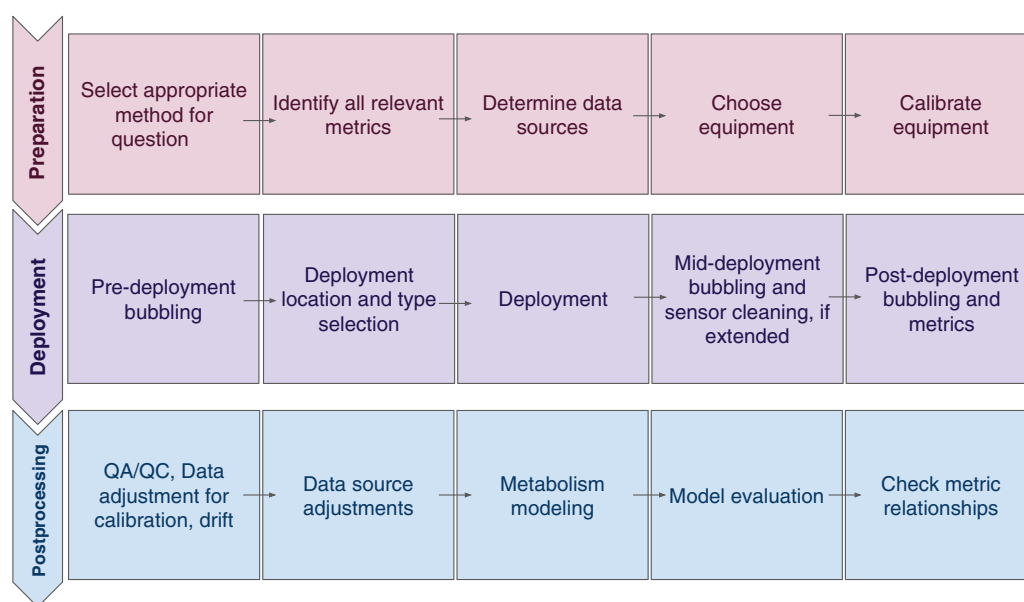 Preparation
Select appropriate
method for
question
Identify all relevant
metrics
Determine data
sources
Choose
equipment
Calibrate
equipment
Deployment
Pre-deployment
bubbling
Deployment
location and type
selection
Deployment
Mid-deployment
bubbling and
sensor cleaning, if
extended
Post-deployment
bubbling and
metrics
Postprocessing
QA/QC, Data
adjustment for
calibration, drift
Data source
adjustments
Metabolism
modeling
Model evaluation
Check metric
relationships